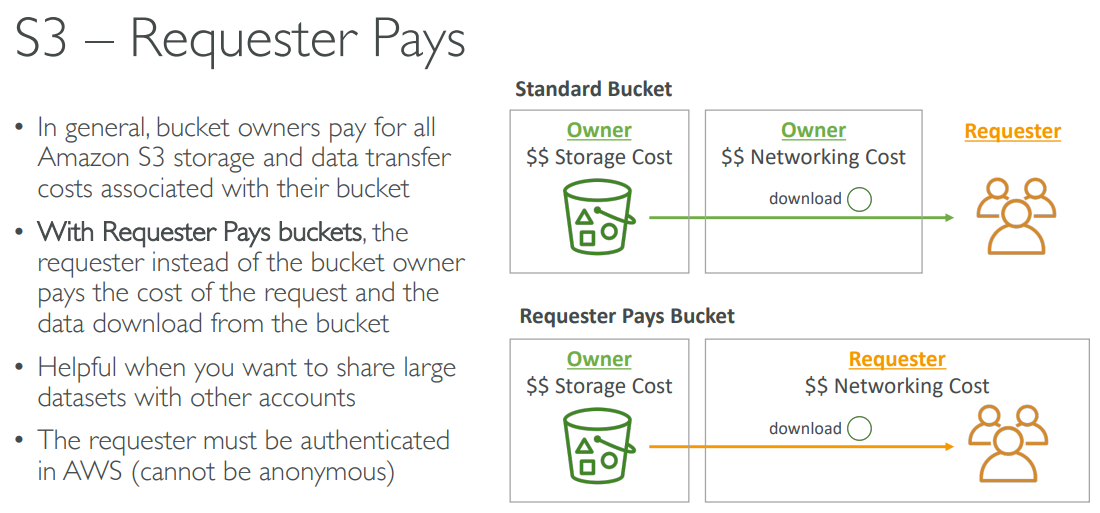 S3 – Requester Pays
• In general, bucket owners pay for all
Amazon S3 storage and data transfer
costs associated with their bucket
• With Requester Pays buckets, the
requester instead of the bucket owner
pays the cost of the request and the
data download from the bucket
• Helpful when you want to share large
datasets with other accounts
• The requester must be authenticated
in AWS (cannot be anonymous)
Standard Bucket
Owner
$$ Storage Cost
Owner
$$ Networking Cost
download
Requester
Requester Pays Bucket
Owner
$$ Storage Cost
Requester
$$ Networking Cost
download